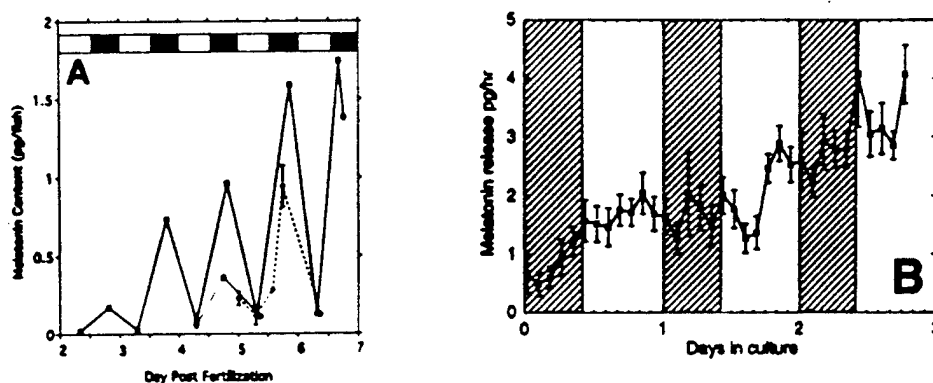 A
Melatonin Content (pg/fish)
2
1.5
1
0.5
0
2 3 4 5 6 7
Day Post Fertilization
B
Melatonin release pg/hr
5
4
3
2
1
0
0 1 2
Days in culture